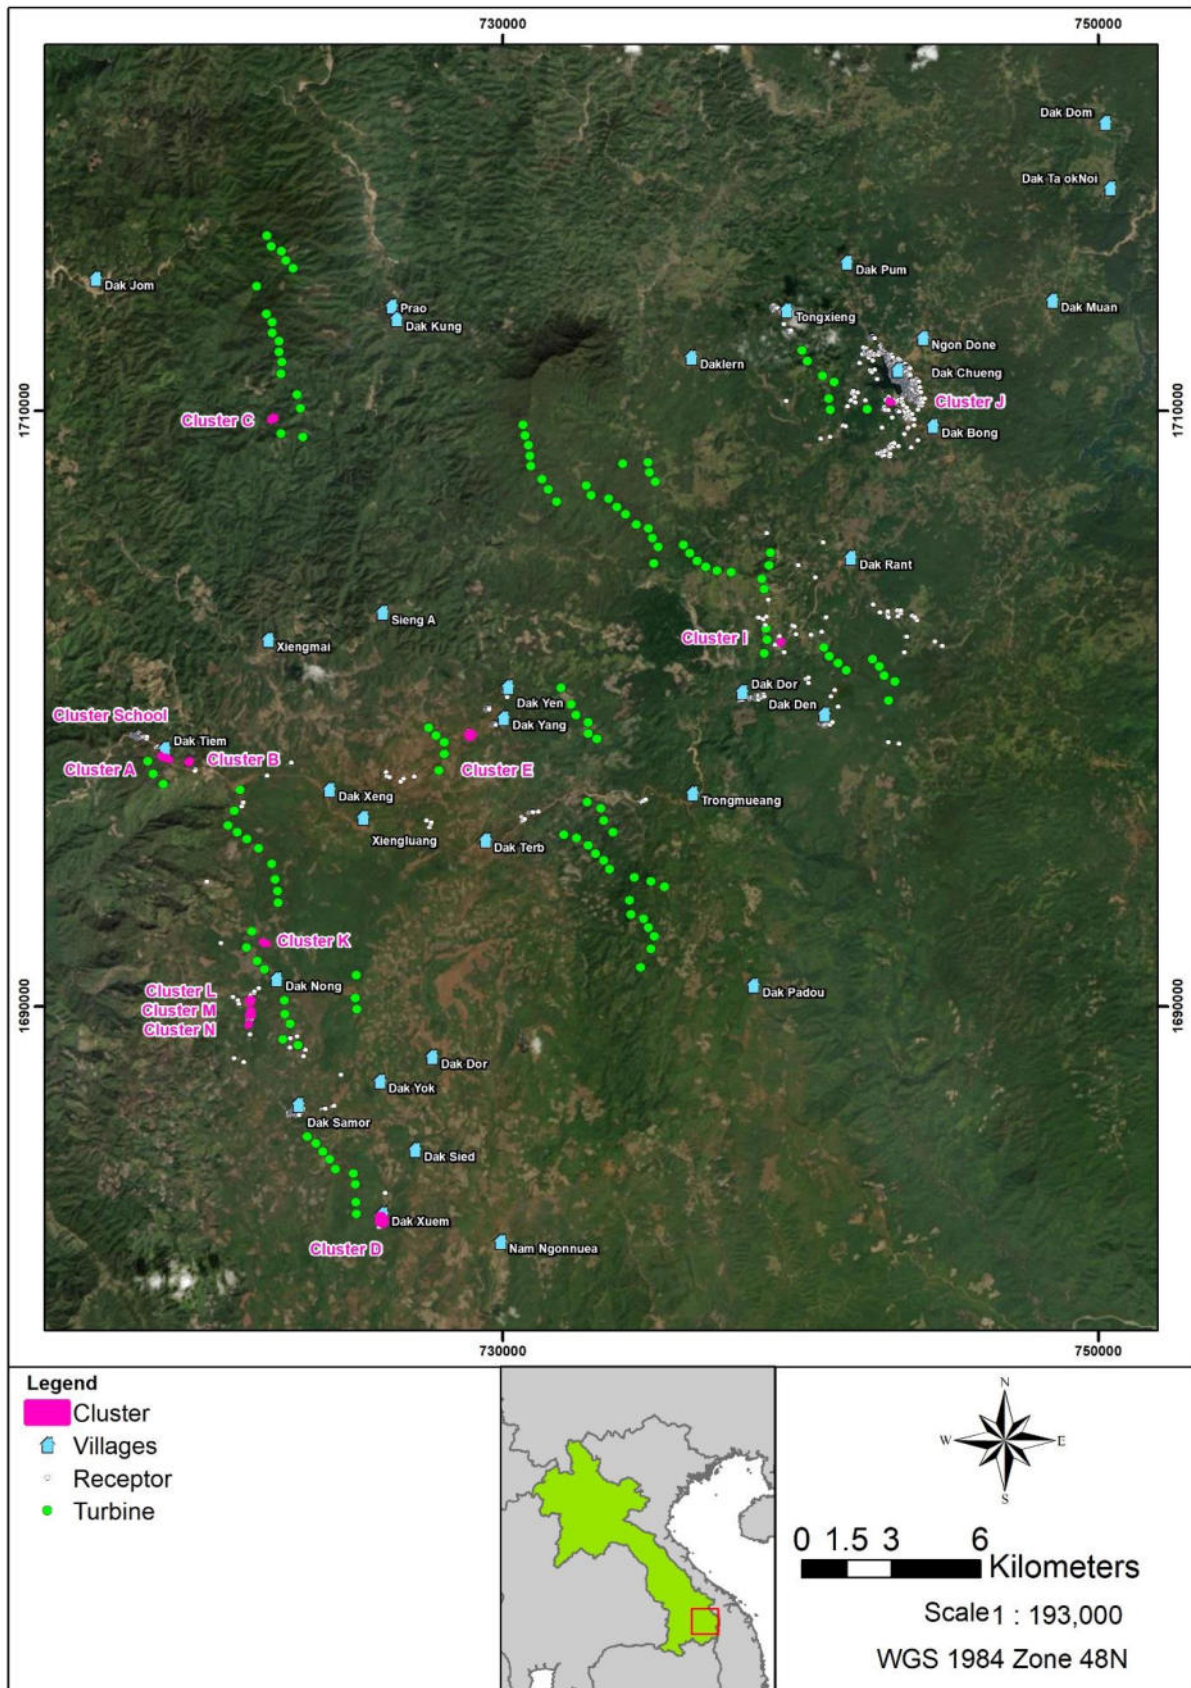 730000
750000
Dak Dom
Dak Ta okNoi
Dak Pum
Dak Jom
Dak Muan
Prao
Tongxieng
Dak Kung
Ngon Done
Daklern
Dak Chueng
Cluster J
1710000
1710000
Cluster C
Dak Bong
Dak Rant
Sieng A
Cluster I
Xiengmai
Dak Dor
Dak Yen
Dak Den
Cluster School
Dak Yang
Dak Tiem
Cluster B
Cluster A
Cluster E
Dak Xeng
Trongmueang
Xiengluang
Dak Terb
Cluster K
Dak Nong
Cluster L
Dak Padou
Cluster M
1690000
1690000
Cluster N
Dak Dor
Dak Yok
Dak Samor
Dak Sied
Dak Xuem
Cluster D
Nam Ngonnuea
730000
750000
Legend
Cluster
Villages
Receptor
Turbine
N
W
E
S
0 1.5 3 6
Kilometers
Scale 1 : 193,000
WGS 1984 Zone 48N